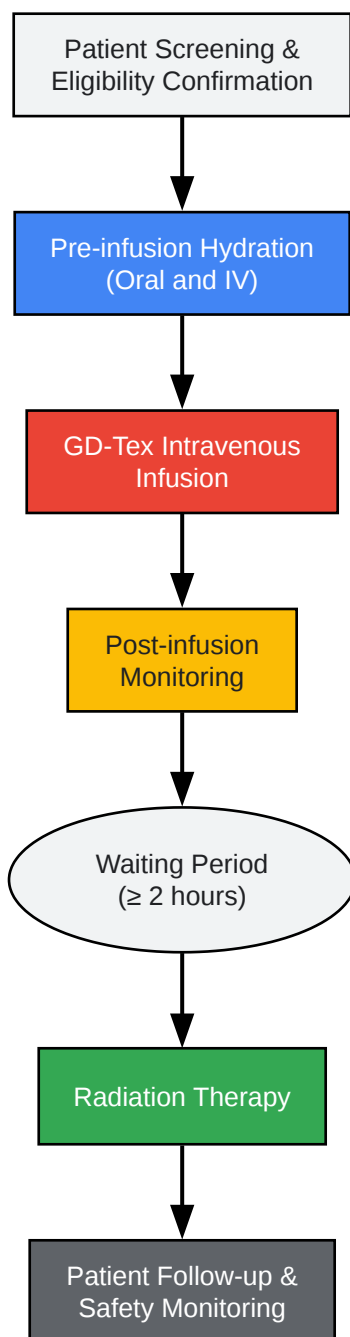 Patient Screening &
Eligibility Confirmation
Pre-infusion Hydration
(Oral and IV)
GD-Tex Intravenous
Infusion
Post-infusion
Monitoring
Waiting Period
(≥ 2 hours)
Radiation Therapy
Patient Follow-up &
Safety Monitoring